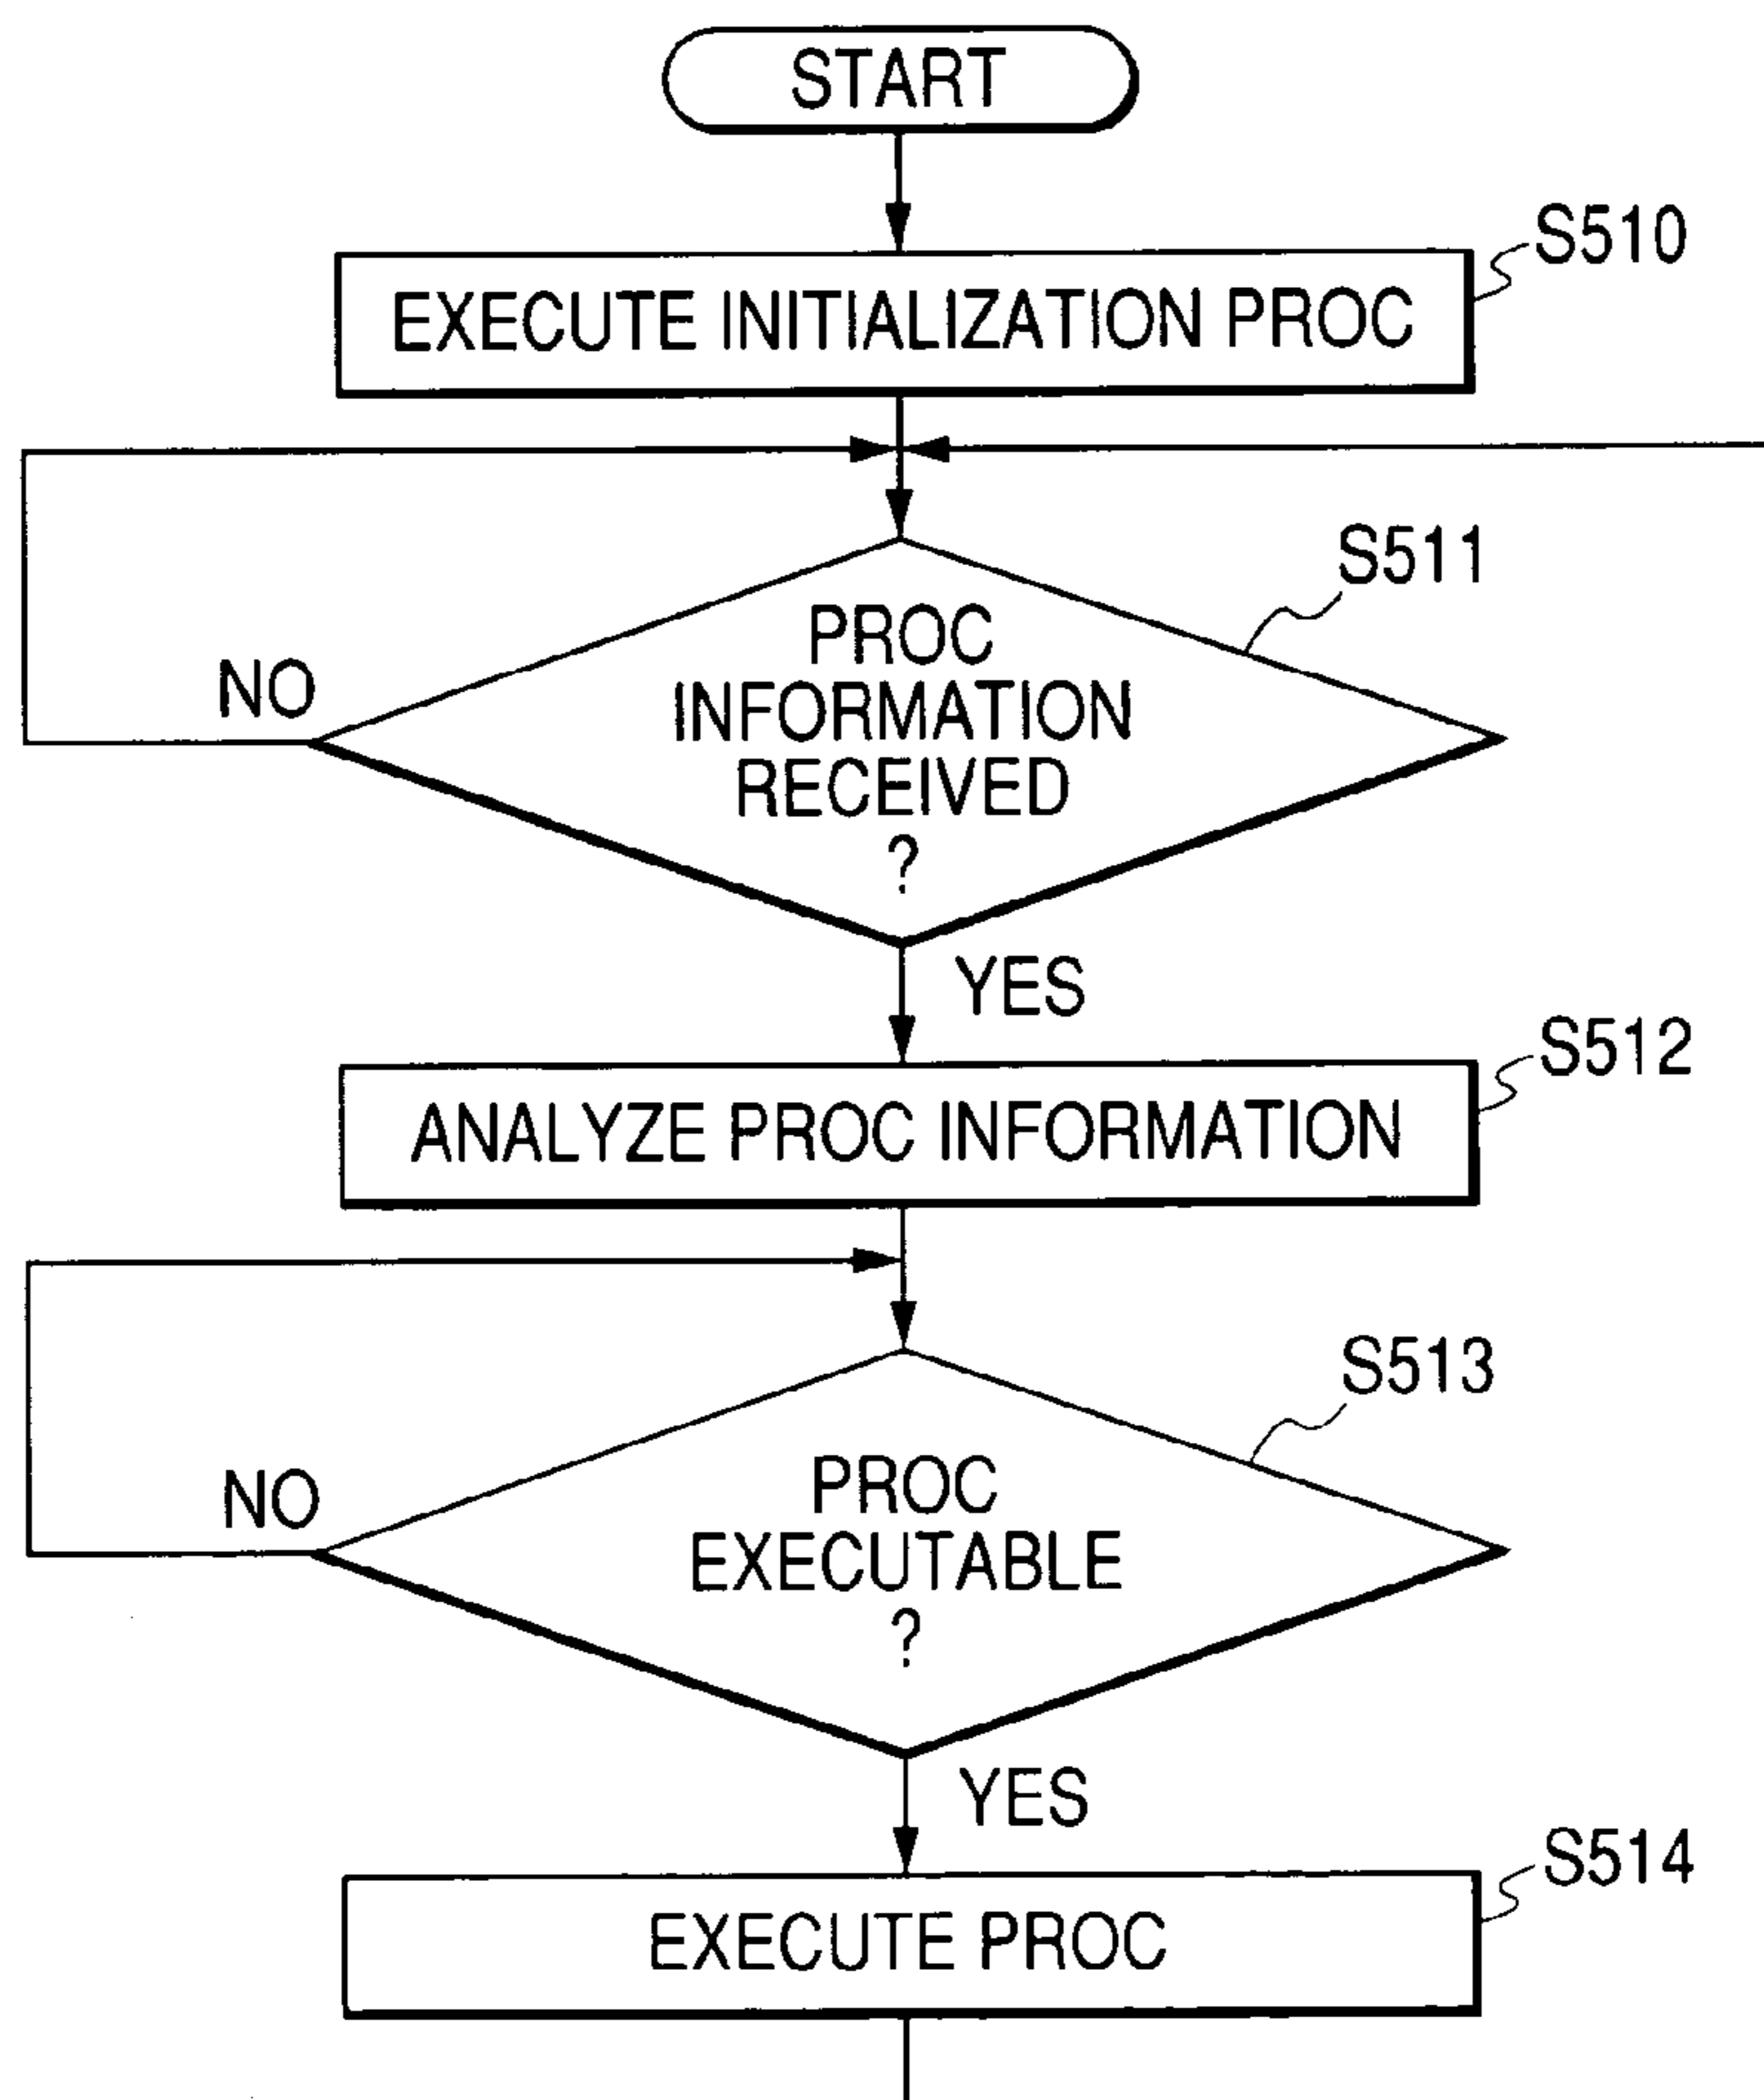 START
S510
EXECUTE INITIALIZATION PROC
S511
PROC
INFORMATION
RECEIVED
?
NO
YES
S512
ANALYZE PROC INFORMATION
S513
PROC
EXECUTABLE
?
NO
YES
S514
EXECUTE PROC